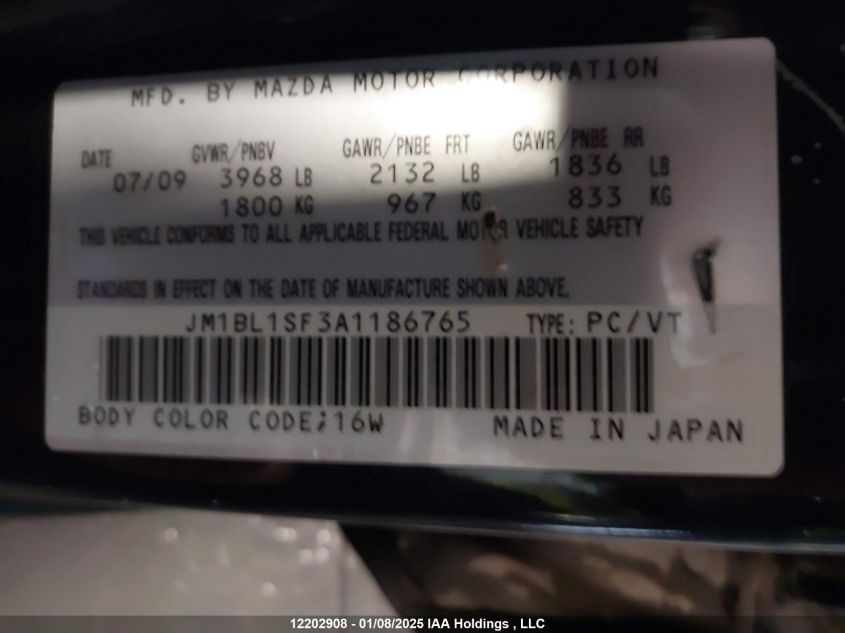 MFD. BY MAZDA MOTOR CORPORATION
DATE GVWR/PNBV GAWR/PNBE FRT GAWR/PNBE RR
07/09 3968 LB 2132 LB 1836 LB
1800 KG 967 KG 833 KG
THIS VEHICLE CONFORMS TO ALL APPLICABLE FEDERAL MOTOR VEHICLE SAFETY
STANDARDS IN EFFECT ON THE DATE OF MANUFACTURE SHOWN ABOVE.
JM1BL1SF3A1186765 TYPE: PC/VT
BODY COLOR CODE;16W MADE IN JAPAN
12202908 - 01/08/2025 IAA Holdings , LLC